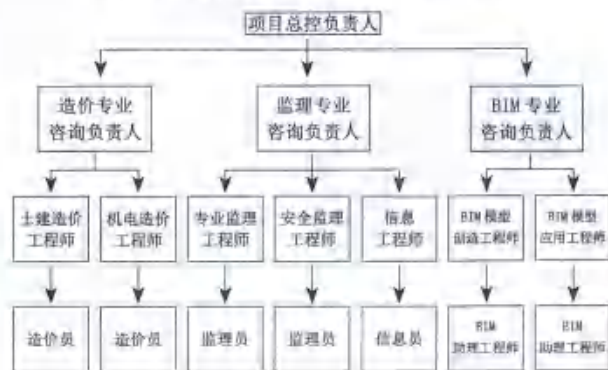 项目总控负责人
造价专业
咨询负责人
监理专业
咨询负责人
BIM专业
咨询负责人
土建造价
工程师
机电造价
工程师
专业监理
工程师
安全监理
工程师
信息
工程师
BIM模型
创造工程师
BIM模型
应用工程师
造价员
造价员
监理员
监理员
信息员
BIM
助理工程师
BIM
助理工程师